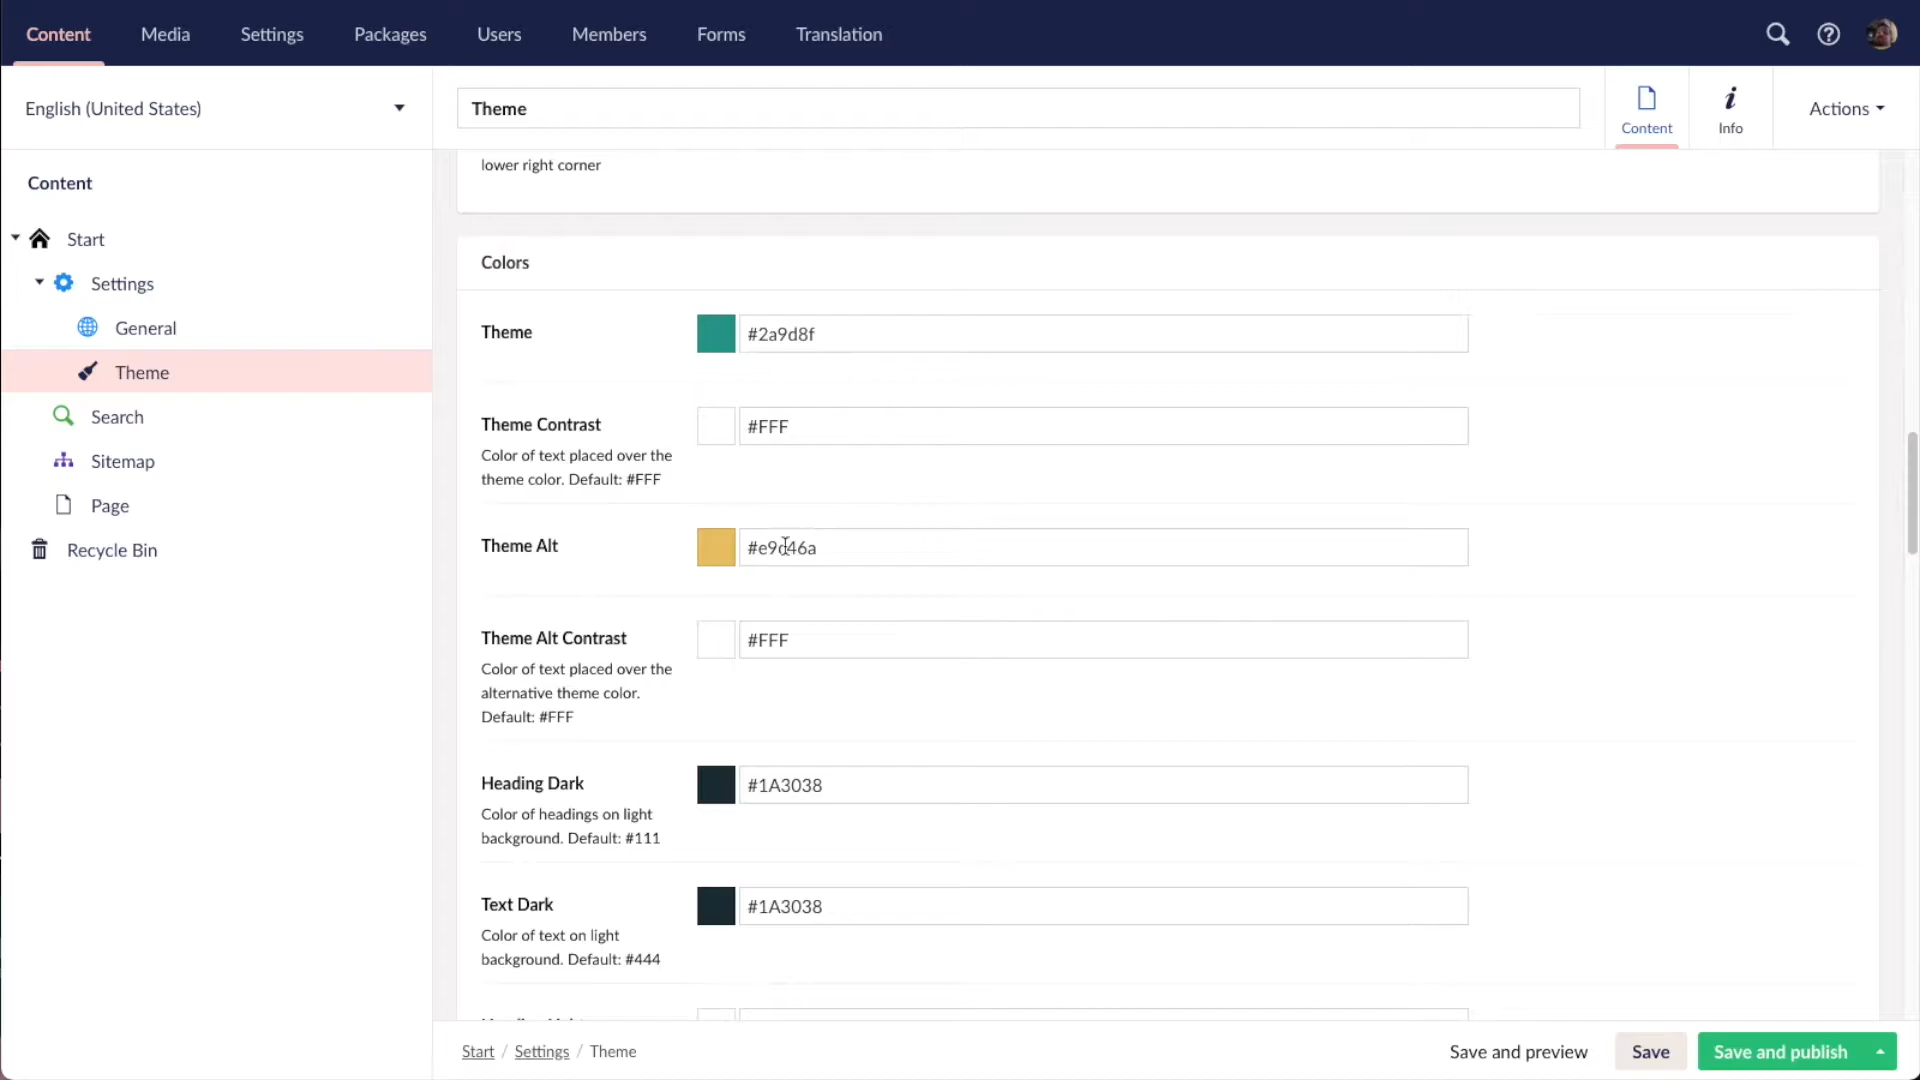 Content Media Settings Packages Users Members Forms Translation
English (United States)
Theme
Content
Info
Actions
Content
Start
Settings
General
Theme
Search
Sitemap
Page
Recycle Bin
lower right corner
Colors
Theme
#2a9d8f
Theme Contrast
#FFF
Color of text placed over the
theme color. Default: #FFF
Theme Alt
#e9c46a
Theme Alt Contrast
#FFF
Color of text placed over the
alternative theme color.
Default: #FFF
Heading Dark
#1A3038
Color of headings on light
background. Default: #111
Text Dark
#1A3038
Color of text on light
background. Default: #444
Start / Settings / Theme
Save and preview
Save
Save and publish